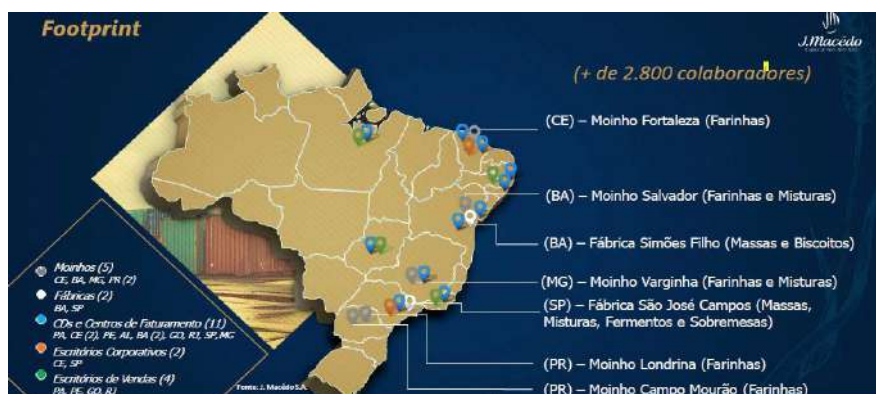 Footprint
J.Macêdo
(+ de 2.800 colaboradores)
(CE) – Moinho Fortaleza (Farinhas)
(BA) – Moinho Salvador (Farinhas e Misturas)
(BA) – Fábrica Simões Filho (Massas e Biscoitos)
(MG) – Moinho Varginha (Farinhas e Misturas)
(SP) – Fábrica São José Campos (Massas,
Misturas, Fermentos e Sobremesas)
(PR) – Moinho Londrina (Farinhas)
(PR) – Moinho Campo Mourão (Farinhas)
Moinhos (5)
CE, BA, MG, PR (2)
Fábricas (2)
BA, SP
CDs e Centros de Faturamento (11)
PA, CE (2), PE, AL, BA (2), GO, RJ, SP, MG
Escritórios Corporativos (2)
CE, SP
Escritórios de Vendas (4)
PA, PE, GO, RJ
Fonte: J. Macêdo S.A.